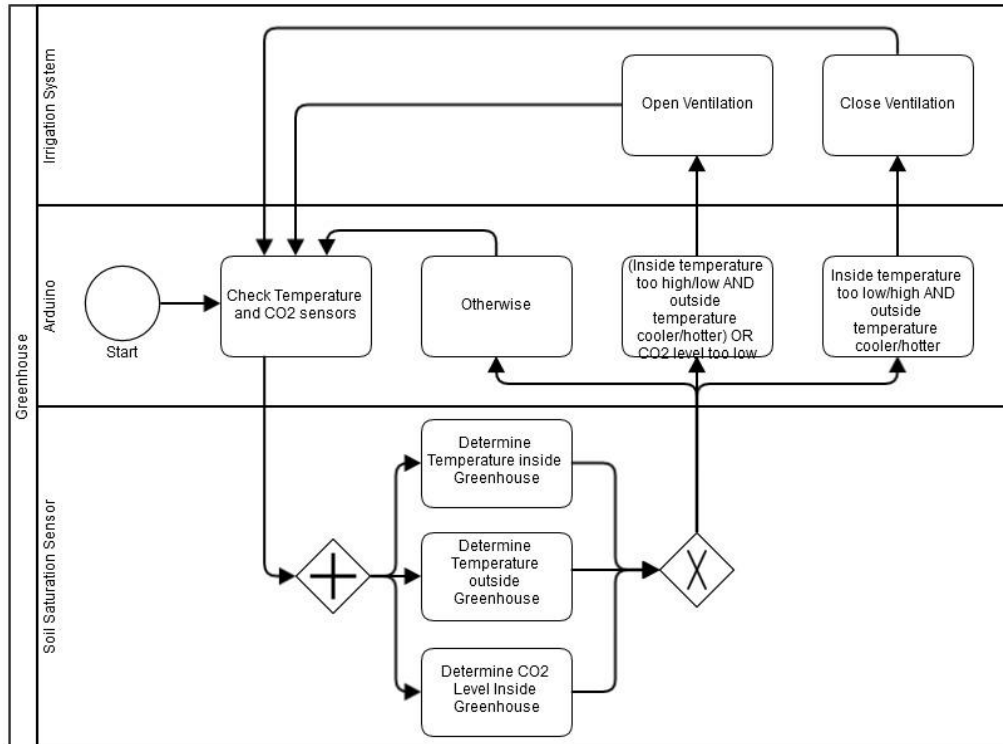 Greenhouse
Irrigation System
Open Ventilation
Close Ventilation
Arduino
Start
Check Temperature
and CO2 sensors
Otherwise
(Inside temperature
too high/low AND
outside
temperature
cooler/hotter) OR
CO2 level too low
Inside temperature
too low/high AND
outside
temperature
cooler/hotter
Soil Saturation Sensor
Determine
Temperature inside
Greenhouse
Determine
Temperature
outside
Greenhouse
Determine CO2
Level Inside
Greenhouse